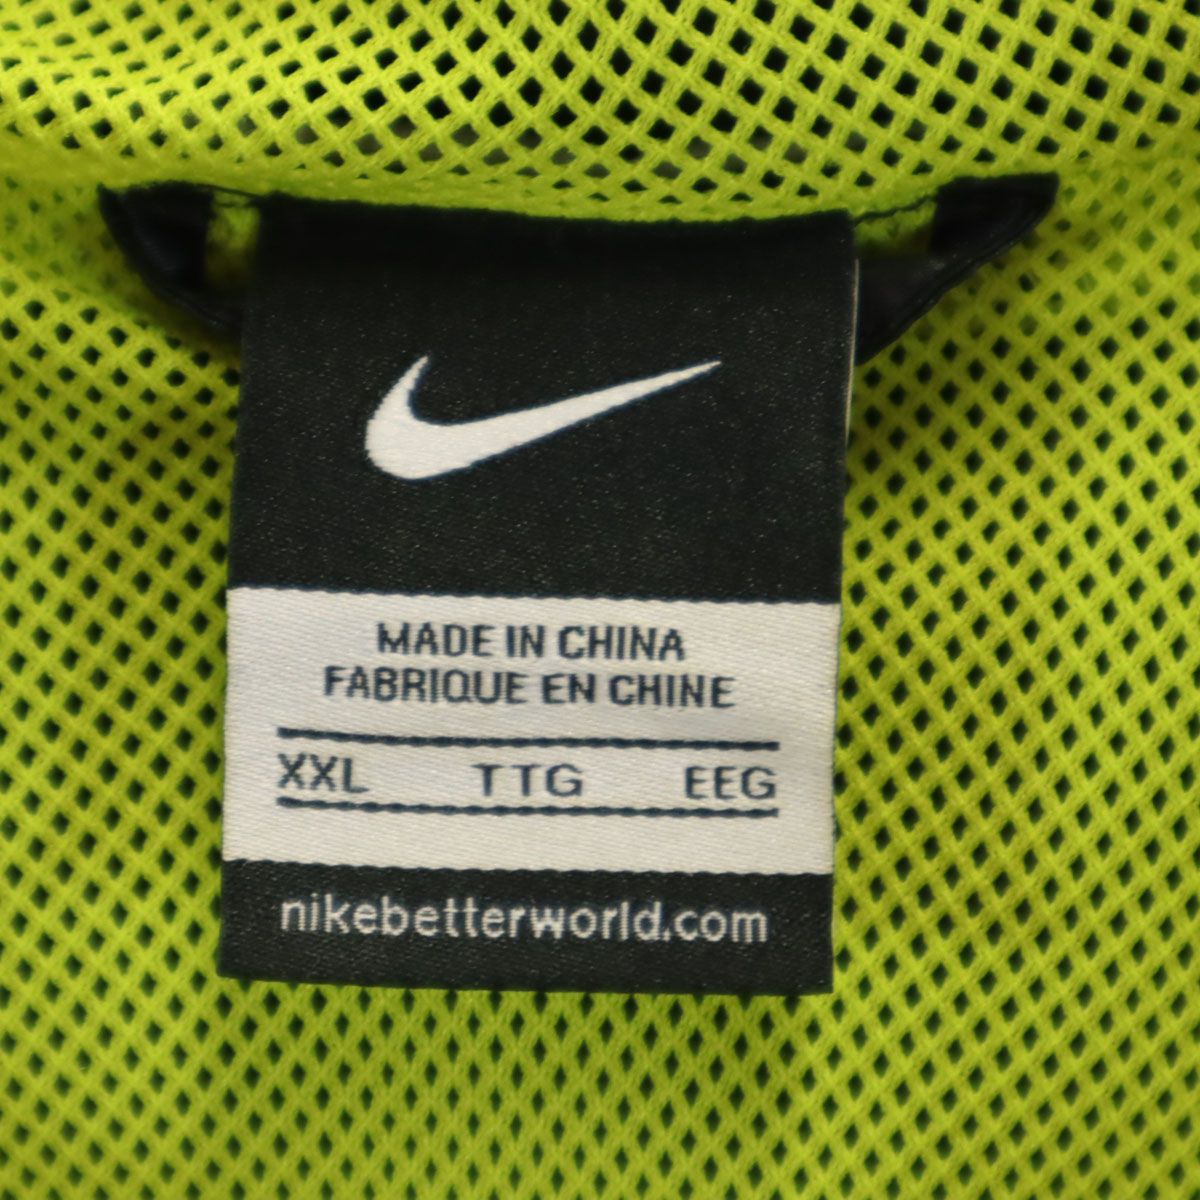 MADE IN CHINA
FABRIQUE EN CHINE
XXL TTG EEG
nikebetterworld.com